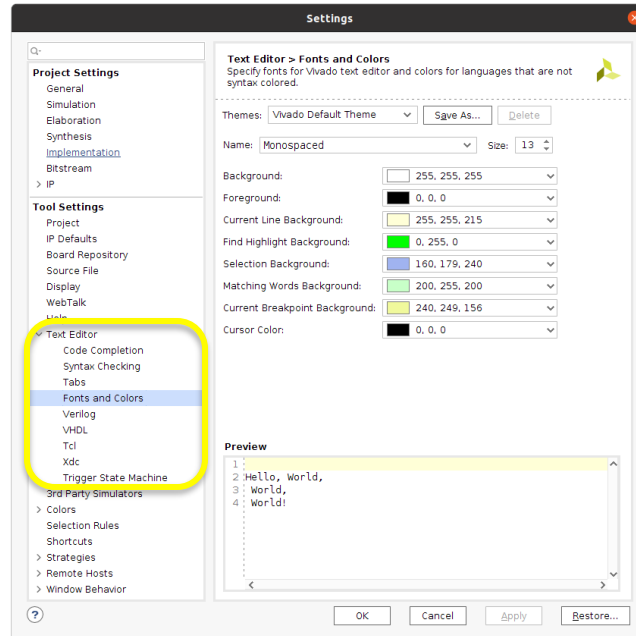 Settings
Q-
Project Settings
General
Simulation
Elaboration
Synthesis
Implementation
Bitstream
> IP
Tool Settings
Project
IP Defaults
Board Repository
Source File
Display
WebTalk
Help
Text Editor
Code Completion
Syntax Checking
Tabs
Fonts and Colors
Verilog
VHDL
Tcl
Xdc
Trigger State Machine
3rd Party Simulators
> Colors
Selection Rules
Shortcuts
> Strategies
> Remote Hosts
> Window Behavior
Text Editor > Fonts and Colors
Specify fonts for Vivado text editor and colors for languages that are not
syntax colored.
Themes: Vivado Default Theme Save As... Delete
Name: Monospaced Size: 13
Background: 255, 255, 255
Foreground: 0, 0, 0
Current Line Background: 255, 255, 215
Find Highlight Background: 0, 255, 0
Selection Background: 160, 179, 240
Matching Words Background: 200, 255, 200
Current Breakpoint Background: 240, 249, 156
Cursor Color: 0, 0, 0
Preview
1
2 Hello, World,
3 World,
4 World!
? OK Cancel Apply Restore...